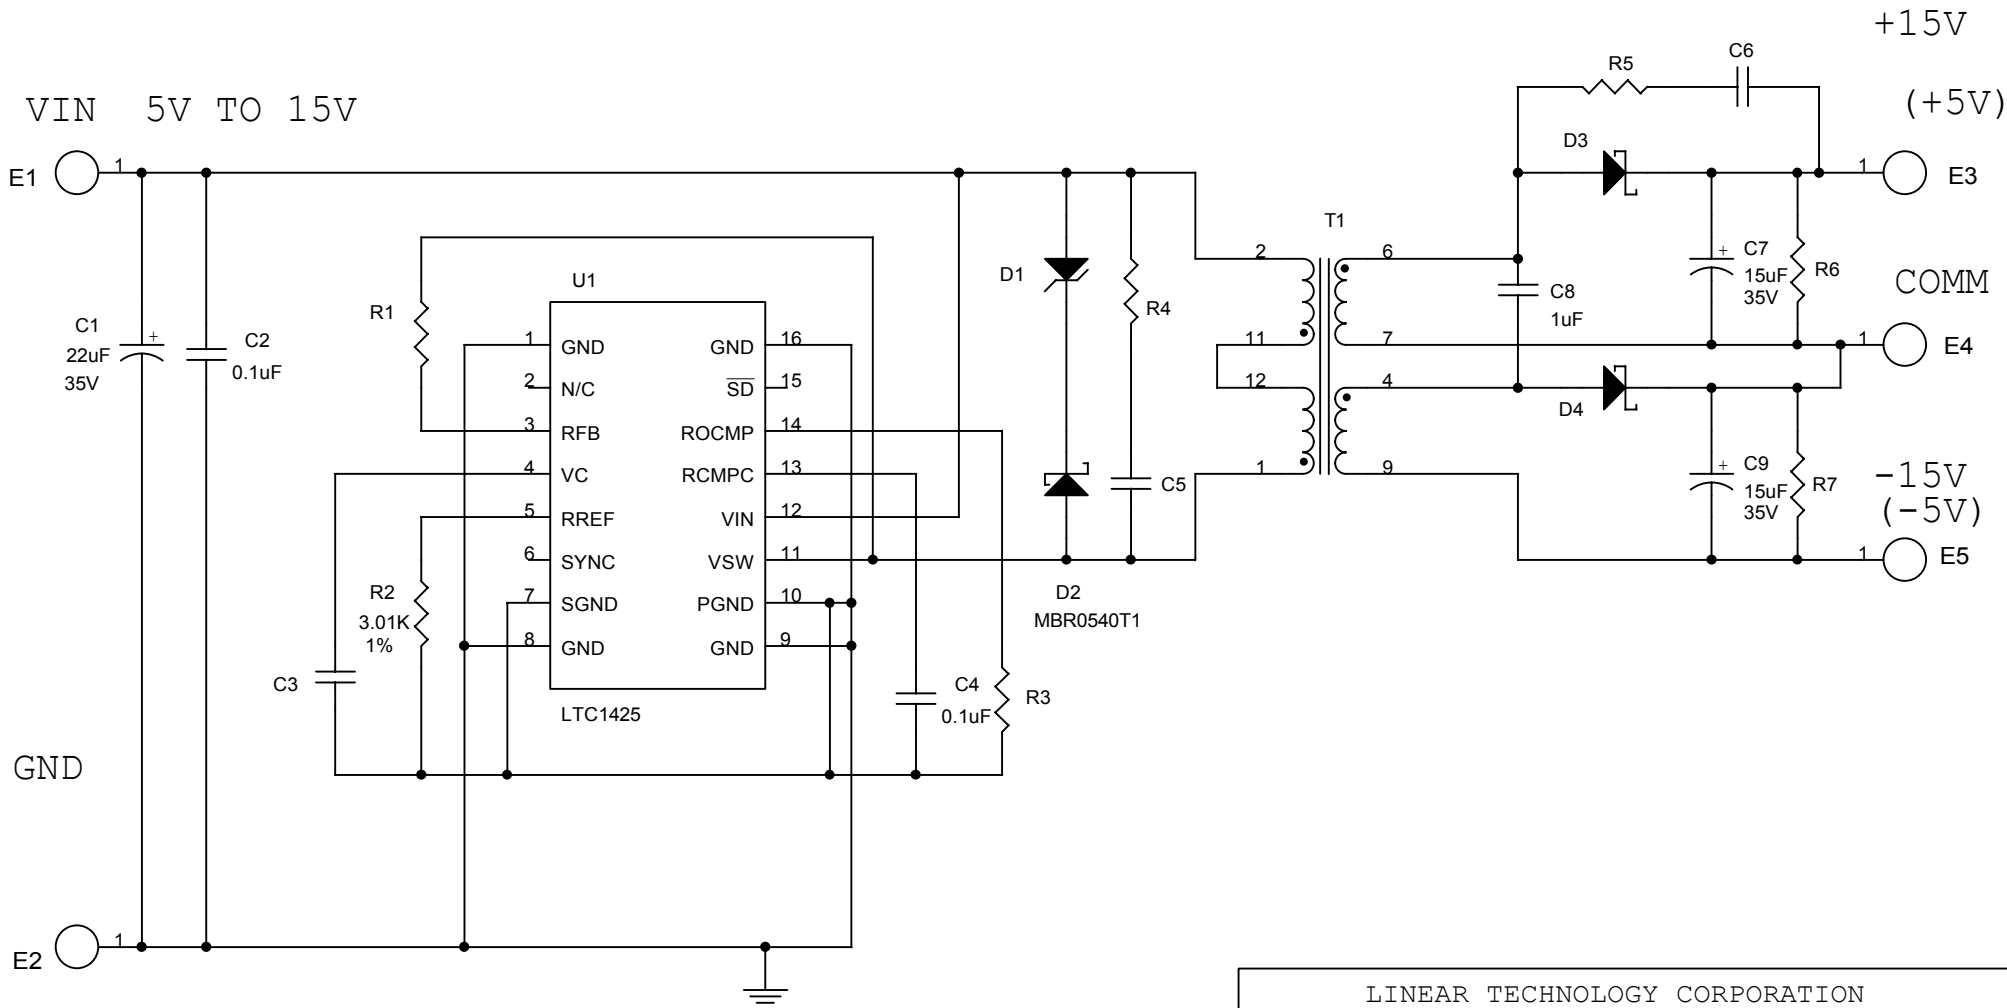 +15V
C6
R5
VIN 5V TO 15V
(+5V)
D3
E1
1
1
E3
T1
U1
D1
2
6
C7
15uF
35V
R6
COMM
R1
R4
C8
1uF
C1
22uF
35V
C2
0.1uF
1 GND
GND 16
11
7
1
E4
2 N/C
SD 15
12
4
D4
3 RFB
ROCMP 14
4 VC
RCMPC 13
C5
1
9
C9
15uF
35V
R7
-15V
(-5V)
5 RREF
VIN 12
6 SYNC
VSW 11
1
E5
R2
3.01K
1%
7 SGND
PGND 10
D2
MBR0540T1
8 GND
GND 9
C3
C4
0.1uF
R3
LTC1425
GND
1
E2
+
+
+
LINEAR TECHNOLOGY CORPORATION